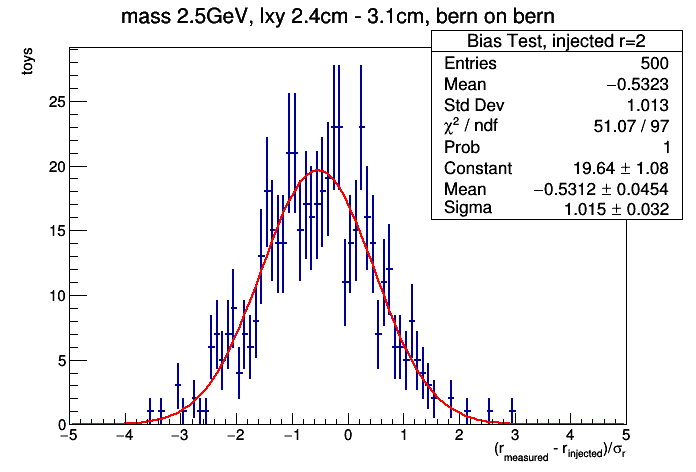 mass 2.5GeV, lxy 2.4cm - 3.1cm, bern on bern
Bias Test, injected r=2
Entries 500
Mean −0.5323
Std Dev 1.013
χ² / ndf 51.07 / 97
Prob 1
Constant 19.64 ± 1.08
Mean −0.5312 ± 0.0454
Sigma 1.015 ± 0.032
toys
25
20
15
10
5
0
−5 −4 −3 −2 −1 0 1 2 3 4 5
(r_measured - r_injected)/σ_r